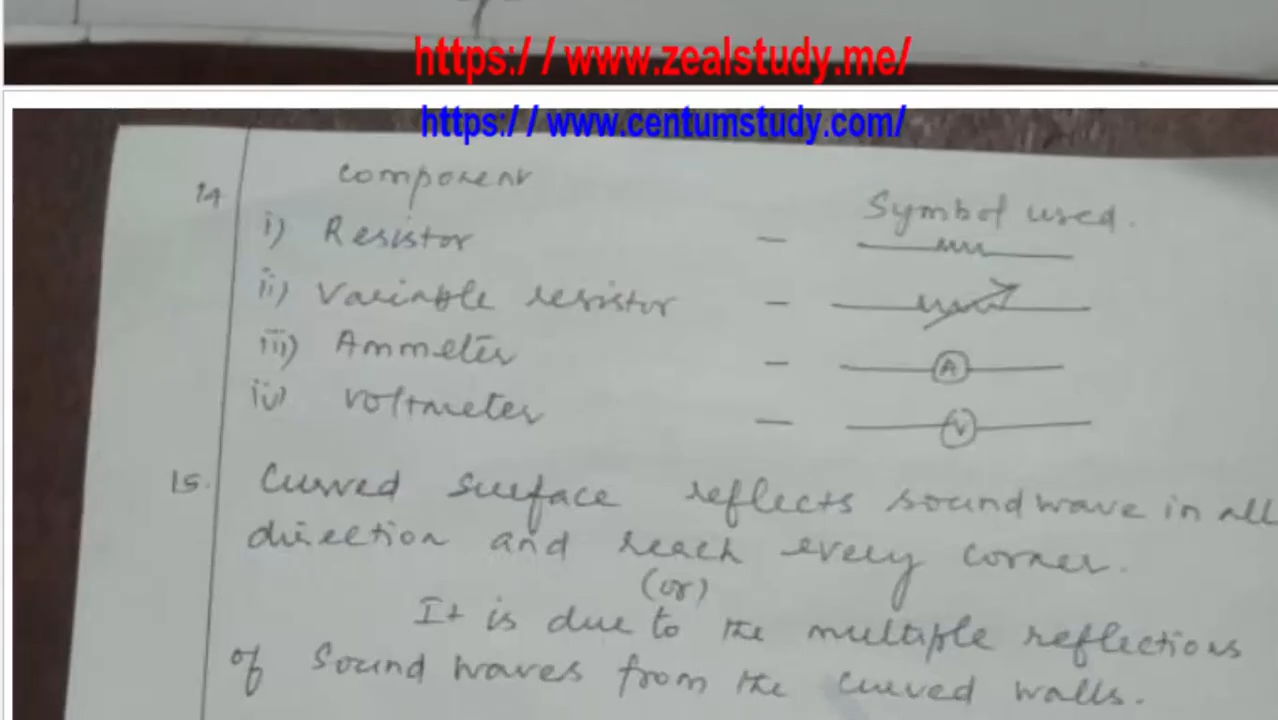 https://www.zealstudy.me/
https://www.centumstudy.com/
14 component Symbol used.
i) Resistor -
ii) Variable resistor -
iii) Ammeter - A
iv) Voltmeter - V
15. Curved surface reflects sound wave in all
direction and reach every corner.
(or)
It is due to the multiple reflections
of sound waves from the curved walls.